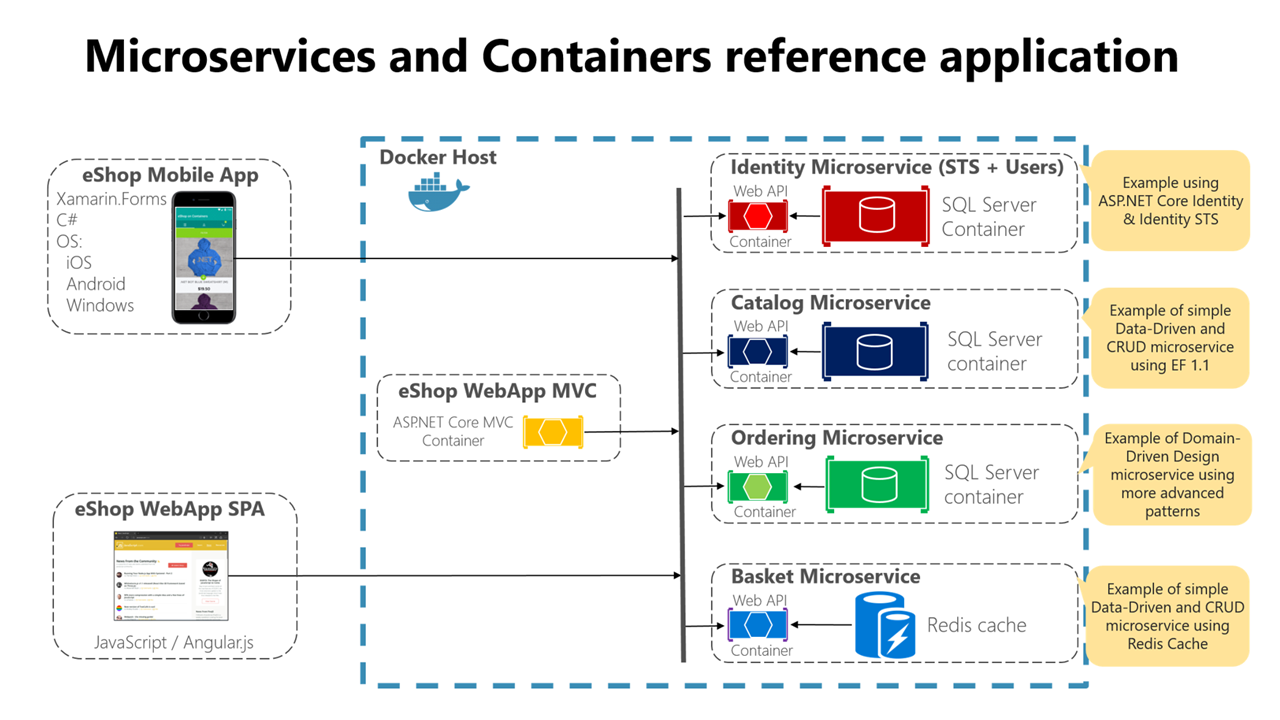 Microservices and Containers reference application
eShop Mobile App
Xamarin.Forms
C#
OS:
iOS
Android
Windows
eShop WebApp SPA
News From the Community
JavaScript / Angular.js
Docker Host
eShop WebApp MVC
ASP.NET Core MVC
Container
Identity Microservice (STS + Users)
Web API
Container
SQL Server
Container
Example using
ASP.NET Core Identity
& Identity STS
Catalog Microservice
Web API
Container
SQL Server
container
Example of simple
Data-Driven and
CRUD microservice
using EF 1.1
Ordering Microservice
Web API
Container
SQL Server
container
Example of Domain-
Driven Design
microservice using
more advanced
patterns
Basket Microservice
Web API
Container
Redis cache
Example of simple
Data-Driven and CRUD
microservice using
Redis Cache